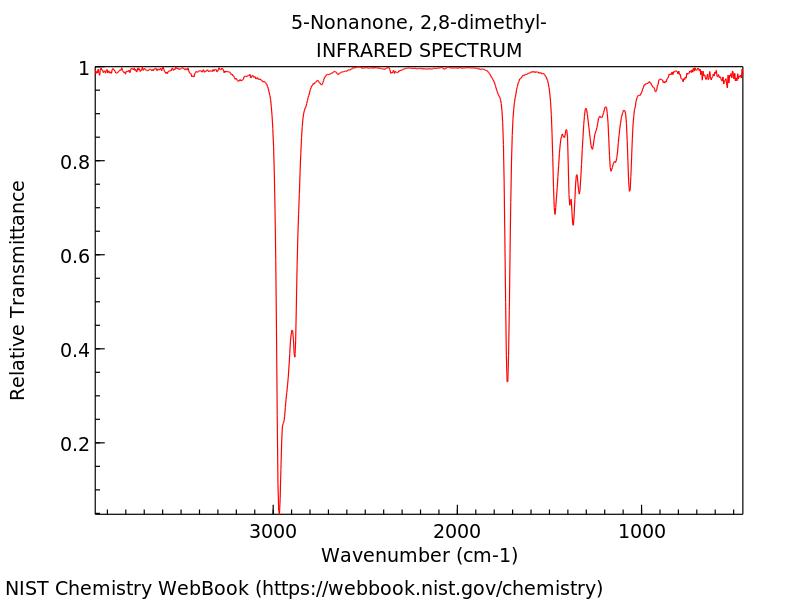 5-Nonanone, 2,8-dimethyl-
INFRARED SPECTRUM
1
0.8
0.6
0.4
0.2
Relative Transmittance
3000 2000 1000
Wavenumber (cm-1)
NIST Chemistry WebBook (https://webbook.nist.gov/chemistry)